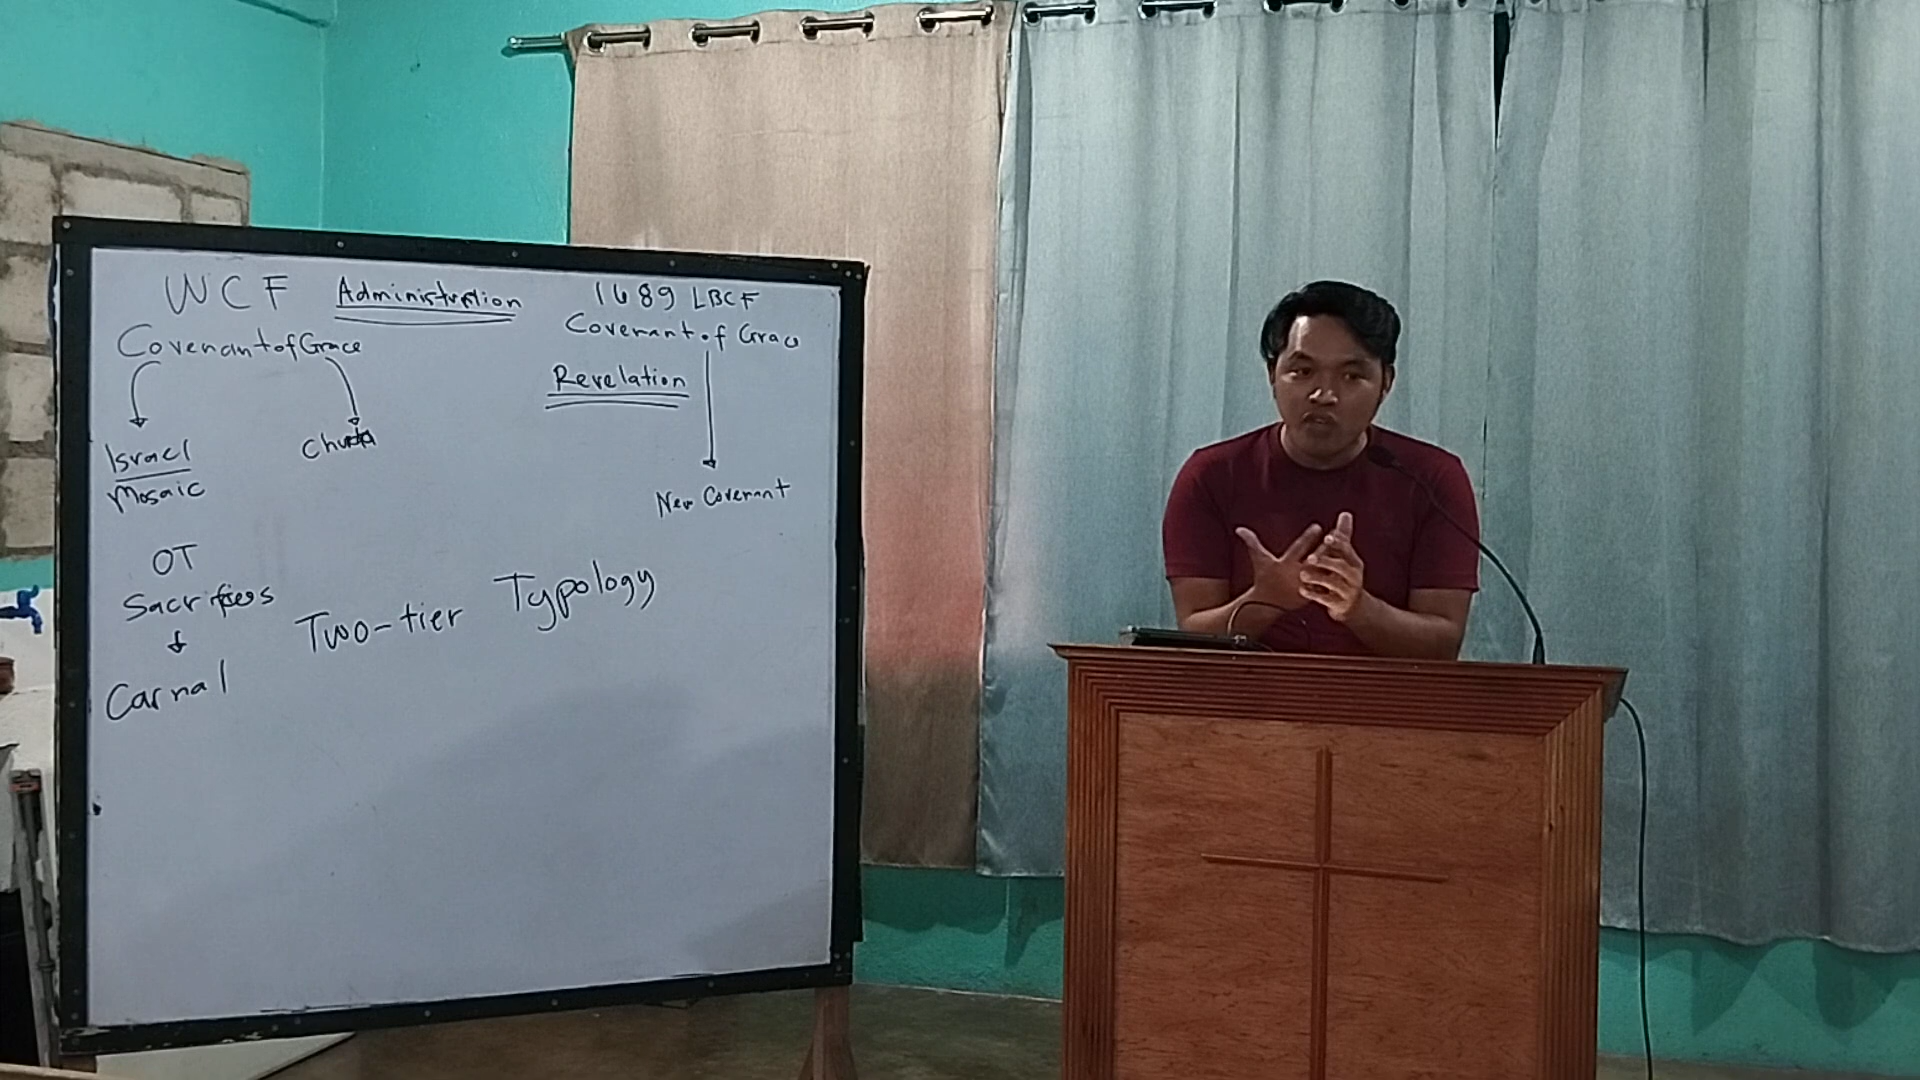 WCF Administration 1689 LBCF
Covenant of Grace Covenant of Grace
Revelation
Israel Church
Mosaic New Covenant
OT
Sacrifices Two-tier Typology
Carnal